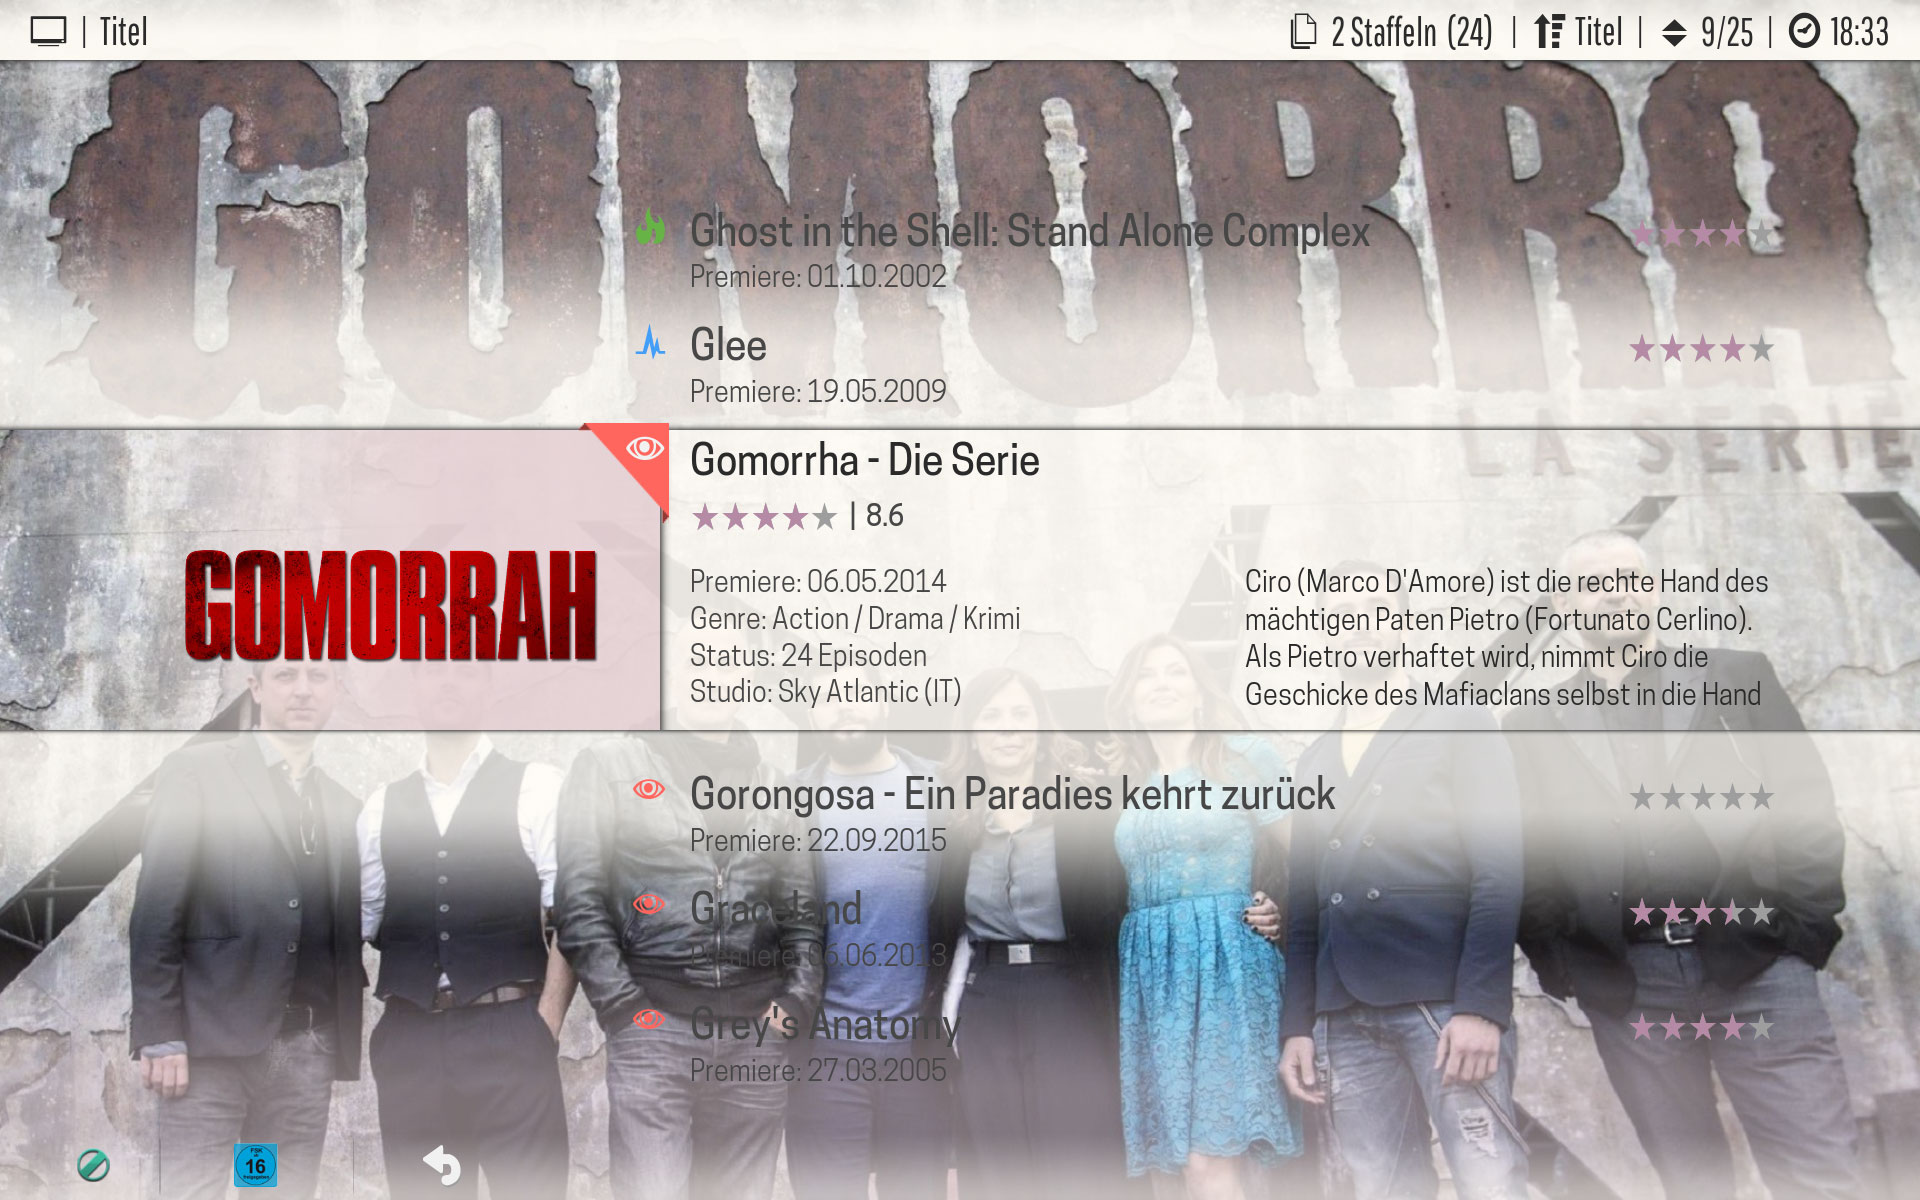 | Titel
2 Staffeln (24) | Titel | 9/25 | 18:33
GOMORRA
LA SERIE
Ghost in the Shell: Stand Alone Complex
Premiere: 01.10.2002
Glee
Premiere: 19.05.2009
Gomorrha - Die Serie
| 8.6
GOMORRAH
Premiere: 06.05.2014
Genre: Action / Drama / Krimi
Status: 24 Episoden
Studio: Sky Atlantic (IT)
Ciro (Marco D'Amore) ist die rechte Hand des
mächtigen Paten Pietro (Fortunato Cerlino).
Als Pietro verhaftet wird, nimmt Ciro die
Geschicke des Mafiaclans selbst in die Hand
Gorongosa - Ein Paradies kehrt zurück
Premiere: 22.09.2015
Graceland
Premiere: 06.06.2013
Grey's Anatomy
Premiere: 27.03.2005
FSK
ab
16
freigegeben